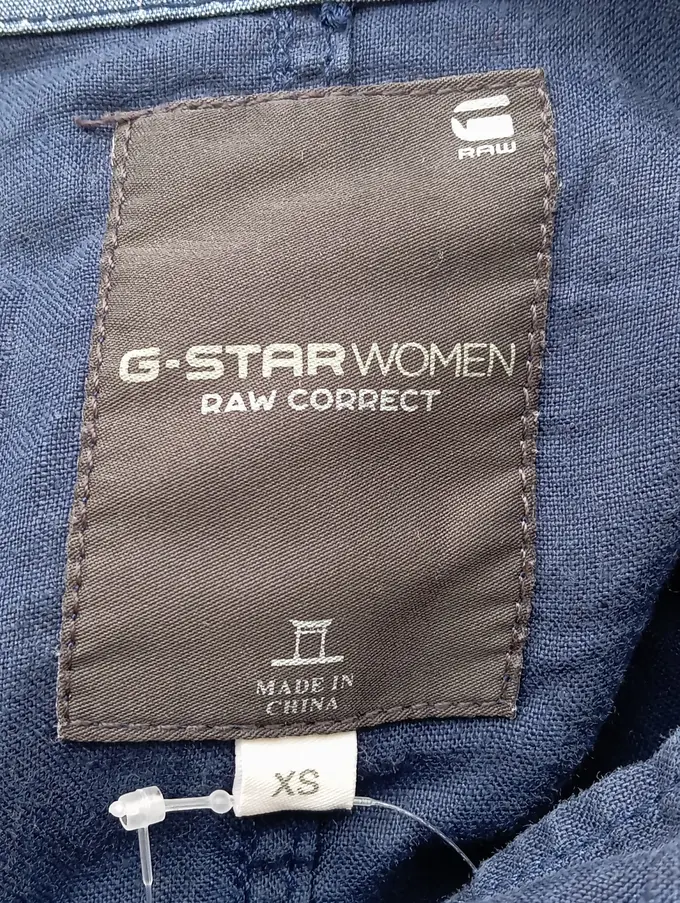 G
RAW
G-STAR WOMEN
RAW CORRECT
MADE IN
CHINA
XS